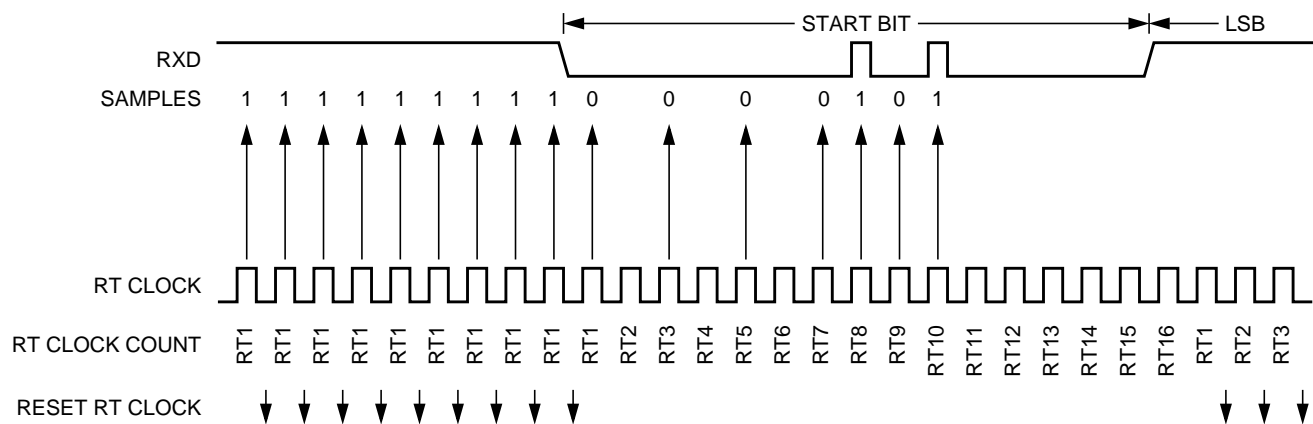 START BIT LSB
RXD
SAMPLES 1 1 1 1 1 1 1 1 1 0 0 0 0 1 0 1
RT CLOCK
RT CLOCK COUNT RT1 RT1 RT1 RT1 RT1 RT1 RT1 RT1 RT1 RT1 RT2 RT3 RT4 RT5 RT6 RT7 RT8 RT9 RT10 RT11 RT12 RT13 RT14 RT15 RT16 RT1 RT2 RT3
RESET RT CLOCK